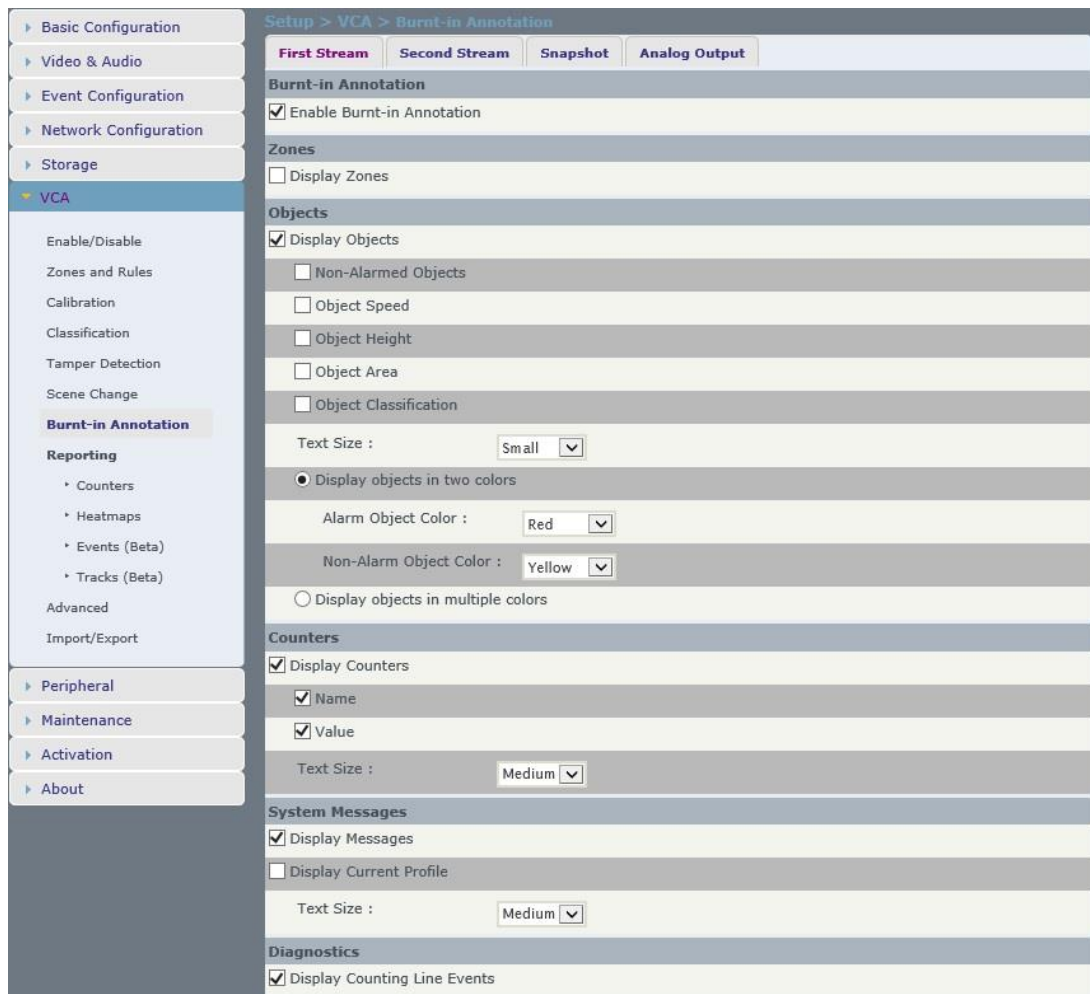 Basic Configuration
Video & Audio
Event Configuration
Network Configuration
Storage
VCA
Enable/Disable
Zones and Rules
Calibration
Classification
Tamper Detection
Scene Change
Burnt-in Annotation
Reporting
Counters
Heatmaps
Events (Beta)
Tracks (Beta)
Advanced
Import/Export
Peripheral
Maintenance
Activation
About
Setup > VCA > Burnt-in Annotation
First Stream Second Stream Snapshot Analog Output
Burnt-in Annotation
Enable Burnt-in Annotation
Zones
Display Zones
Objects
Display Objects
Non-Alarmed Objects
Object Speed
Object Height
Object Area
Object Classification
Text Size : Small
Display objects in two colors
Alarm Object Color : Red
Non-Alarm Object Color : Yellow
Display objects in multiple colors
Counters
Display Counters
Name
Value
Text Size : Medium
System Messages
Display Messages
Display Current Profile
Text Size : Medium
Diagnostics
Display Counting Line Events